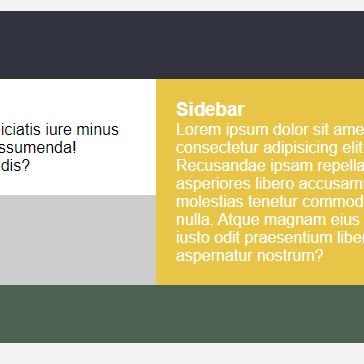 iciatis iure minus
ssumenda!
dis?
Sidebar
Lorem ipsum dolor sit ame
consectetur adipisicing elit
Recusandae ipsam repella
asperiores libero accusam
molestias tenetur commod
nulla. Atque magnam eius
iusto odit praesentium libe
aspernatur nostrum?